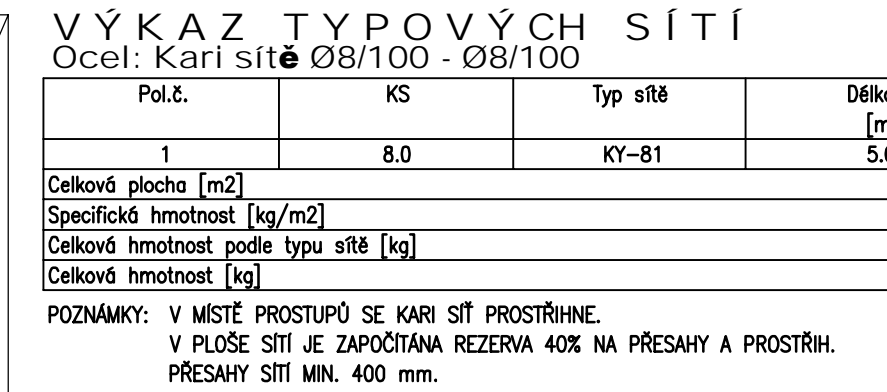 VÝKAZ TYPOVÝCH SÍTÍ
Ocel: Kari sítě Ø8/100 - Ø8/100
Pol.č. KS Typ sítě
1 8.0 KY-81
Celková plocha [m2]
Specifická hmotnost [kg/m2]
Celková hmotnost podle typu sítě [kg]
Celková hmotnost [kg]
POZNÁMKY: V MÍSTĚ PROSTUPŮ SE KARI SÍŤ PROSTŘIHNE.
V PLOŠE SÍTÍ JE ZAPOČÍTÁNA REZERVA 40% NA PŘESAHY A PROSTŘIH.
PŘESAHY SÍTÍ MIN. 400 mm.